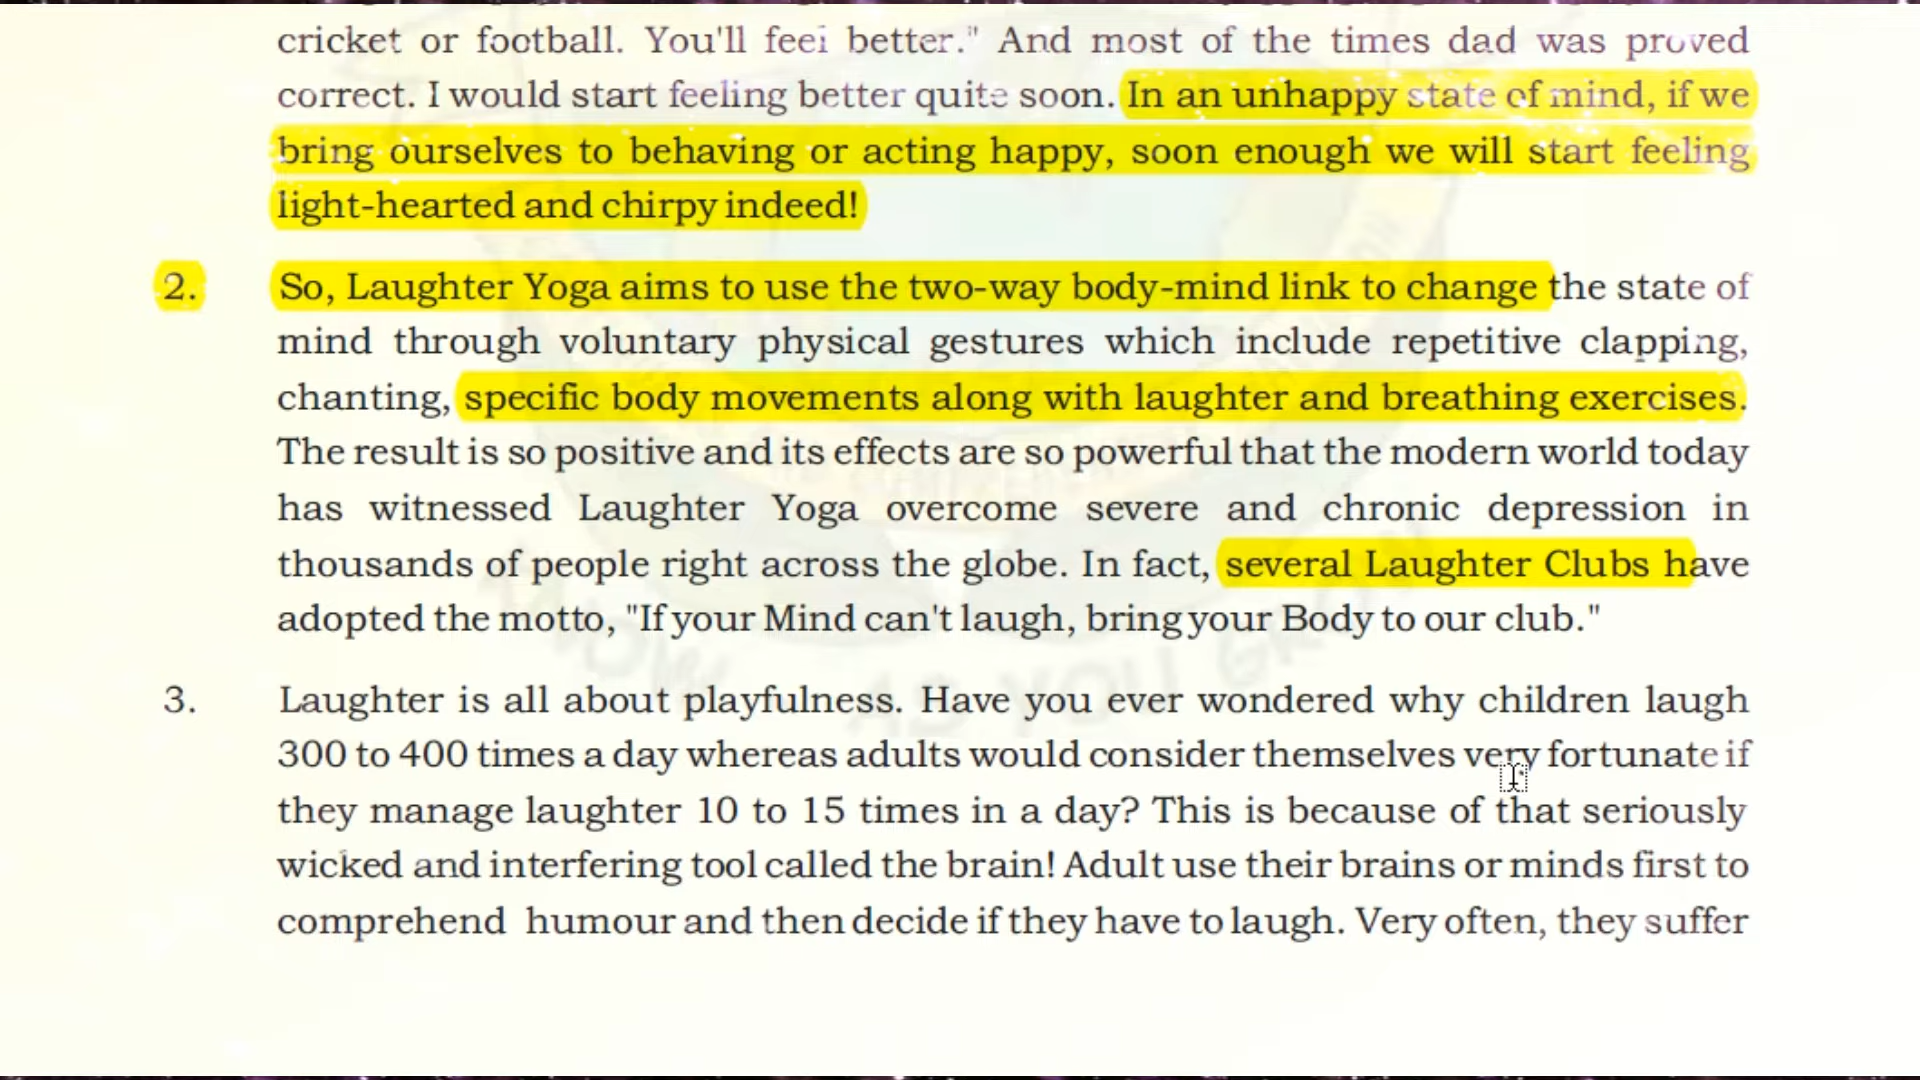 cricket or football. You'll feel better." And most of the times dad was proved
correct. I would start feeling better quite soon. In an unhappy state of mind, if we
bring ourselves to behaving or acting happy, soon enough we will start feeling
light-hearted and chirpy indeed!
2. So, Laughter Yoga aims to use the two-way body-mind link to change the state of
mind through voluntary physical gestures which include repetitive clapping,
chanting, specific body movements along with laughter and breathing exercises.
The result is so positive and its effects are so powerful that the modern world today
has witnessed Laughter Yoga overcome severe and chronic depression in
thousands of people right across the globe. In fact, several Laughter Clubs have
adopted the motto, "If your Mind can't laugh, bring your Body to our club."
3. Laughter is all about playfulness. Have you ever wondered why children laugh
300 to 400 times a day whereas adults would consider themselves very fortunate if
they manage laughter 10 to 15 times in a day? This is because of that seriously
wicked and interfering tool called the brain! Adult use their brains or minds first to
comprehend humour and then decide if they have to laugh. Very often, they suffer
AS YOU GROW